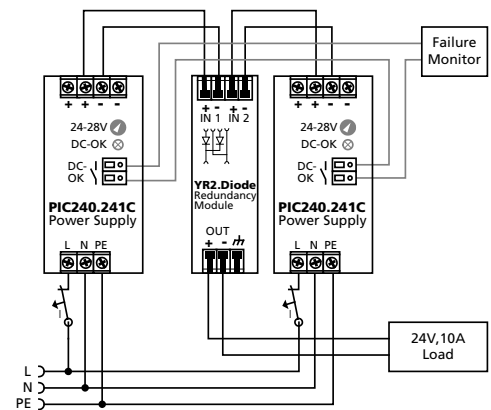 Failure
Monitor
+ + - -
+ - + -
IN 1 IN 2
+ + - -
24-28V
DC-OK
DC-
OK
24-28V
DC-OK
DC-
OK
YR2.Diode
Redundancy
Module
PIC240.241C
Power Supply
PIC240.241C
Power Supply
OUT
+ -
L N PE
L N PE
I
I
24V,10A
Load
L
N
PE